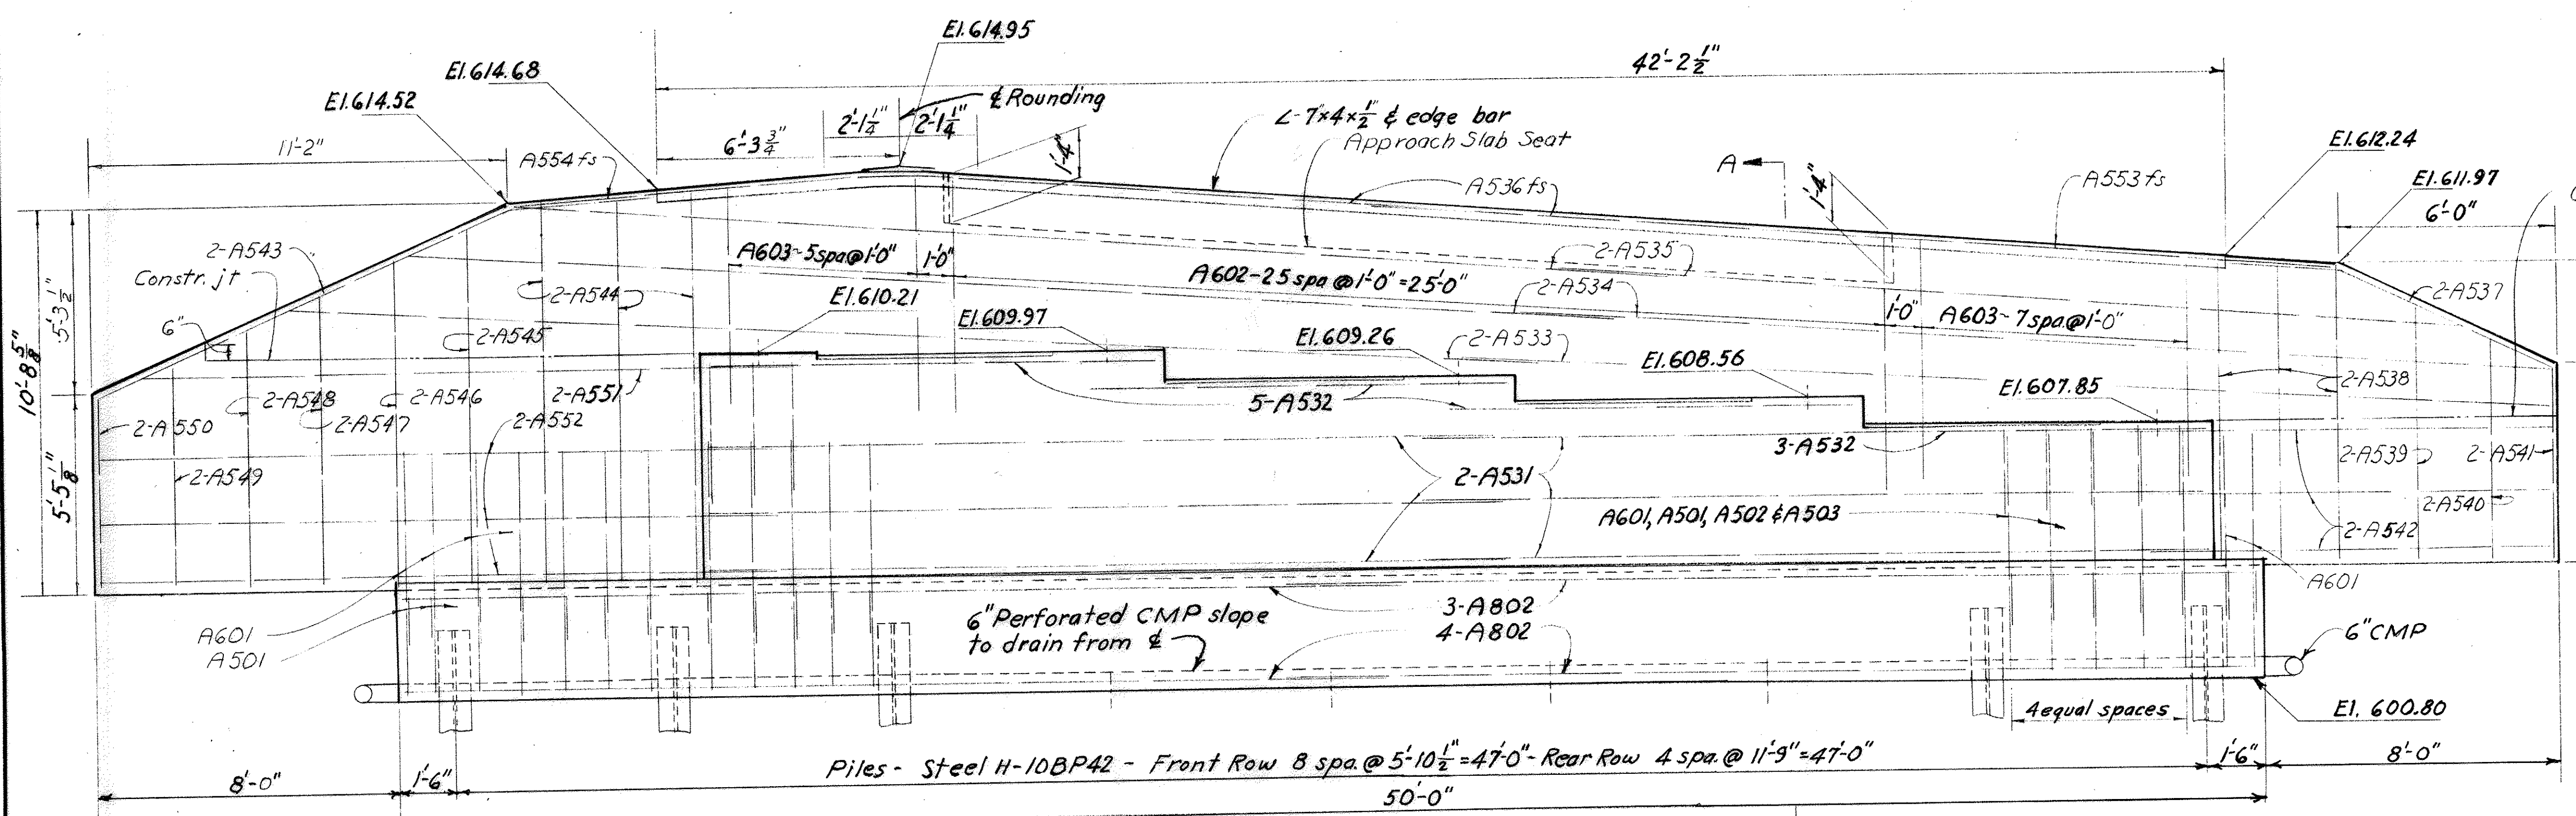 El. 614.95
El. 614.68
42'-2 1/2"
El. 614.52
℄ Rounding
2'-1 1/4" 2'-1 1/4"
6'-3 3/4"
1'-4"
∠-7"x4"x1/2" ℄ edge bar
Approach Slab Seat
A
1'-4"
El. 612.24
11'-2"
A554 fs
A536 fs
A553 fs
El. 611.97
6'-0"
2-A543
Constr. jt.
6"
A603~5spa@1'-0" 1'-0"
A602-25 spa @ 1'-0" = 25'-0"
2-A535
2-A534
2-A544
El. 610.21
El. 609.97
2-A545
El. 609.26
2-A533
1'-0" A603~7spa.@1'-0"
2-A537
El. 608.56
El. 607.85
2-A538
5'-3 1/2"
10'-8 5/8"
5'-5 1/8"
2-A548
2-A547
2-A546
2-A551
2-A552
2-A550
2-A549
5-A532
3-A532
2-A531
2-A539
2-A541
2-A540
2-A542
A601, A501, A502 & A503
A601
A601
A501
6" Perforated CMP slope
to drain from ℄
3-A802
4-A802
6" CMP
4 equal spaces
El. 600.80
Piles - Steel H-10BP42 - Front Row 8 spa. @ 5'-10 1/2" = 47'-0" - Rear Row 4 spa. @ 11'-9" = 47'-0"
8'-0" 1'-6" 50'-0" 1'-6" 8'-0"